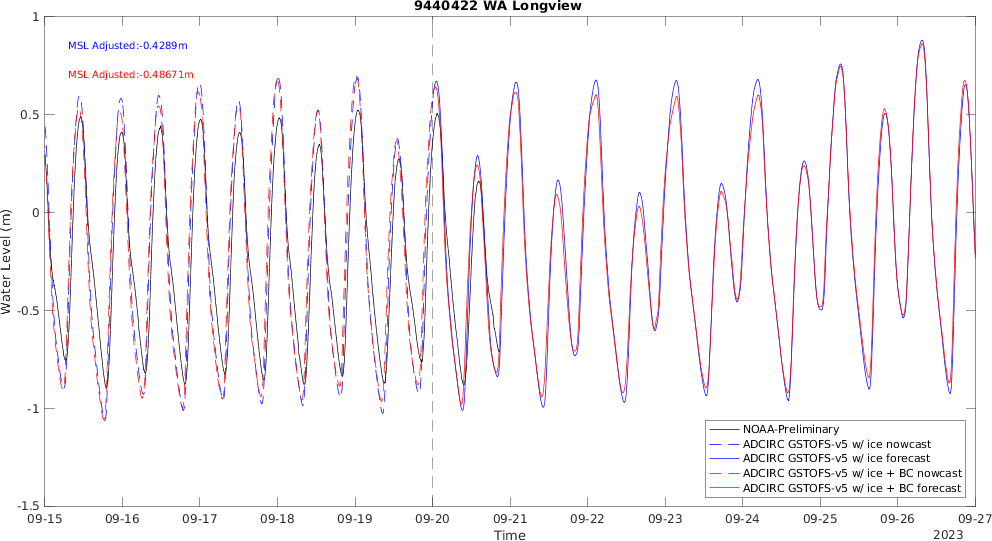 9440422 WA Longview
MSL Adjusted:-0.4289m
MSL Adjusted:-0.48671m
Water Level (m)
1
0.5
0
-0.5
-1
-1.5
NOAA-Preliminary
ADCIRC GSTOFS-v5 w/ ice nowcast
ADCIRC GSTOFS-v5 w/ ice forecast
ADCIRC GSTOFS-v5 w/ ice + BC nowcast
ADCIRC GSTOFS-v5 w/ ice + BC forecast
09-15 09-16 09-17 09-18 09-19 09-20 09-21 09-22 09-23 09-24 09-25 09-26 09-27
Time
2023